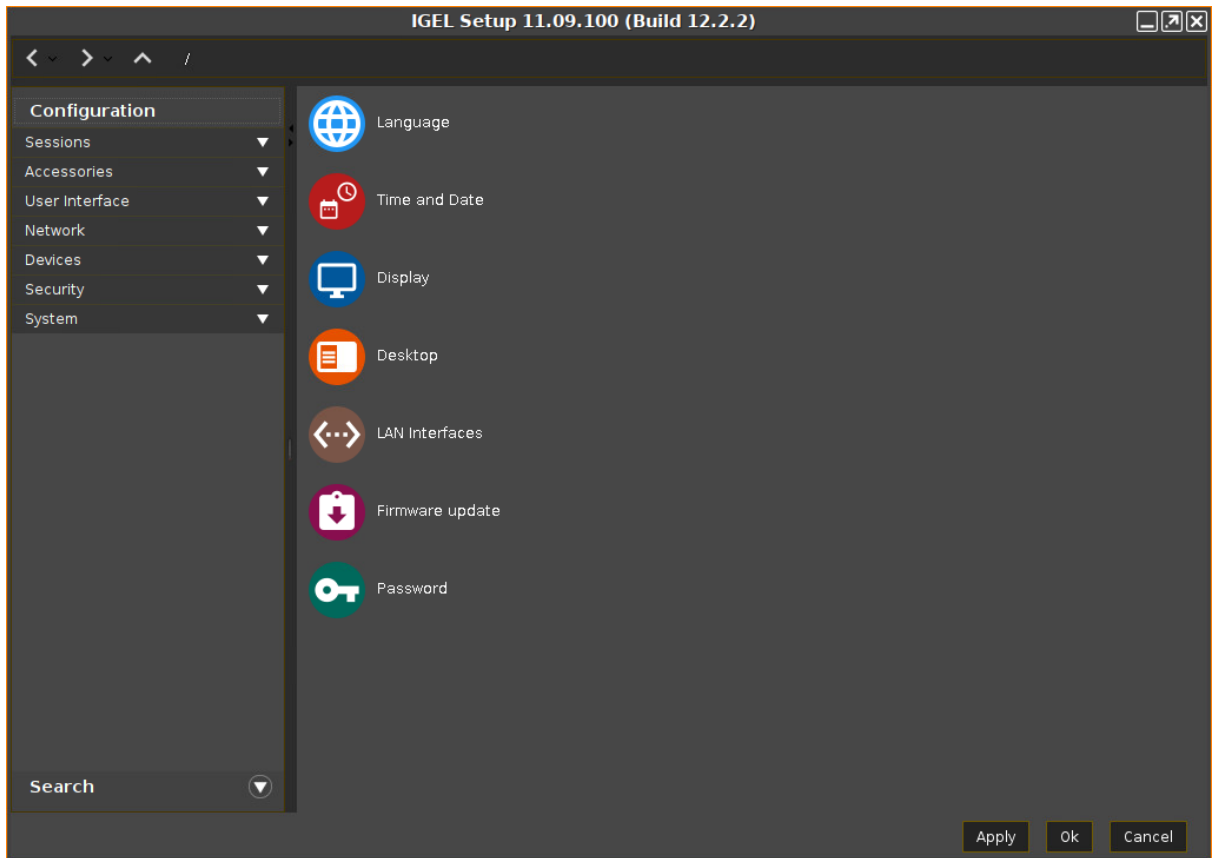 IGEL Setup 11.09.100 (Build 12.2.2)
/
Configuration
Sessions
Accessories
User Interface
Network
Devices
Security
System
Search
Language
Time and Date
Display
Desktop
LAN Interfaces
Firmware update
Password
Apply
Ok
Cancel